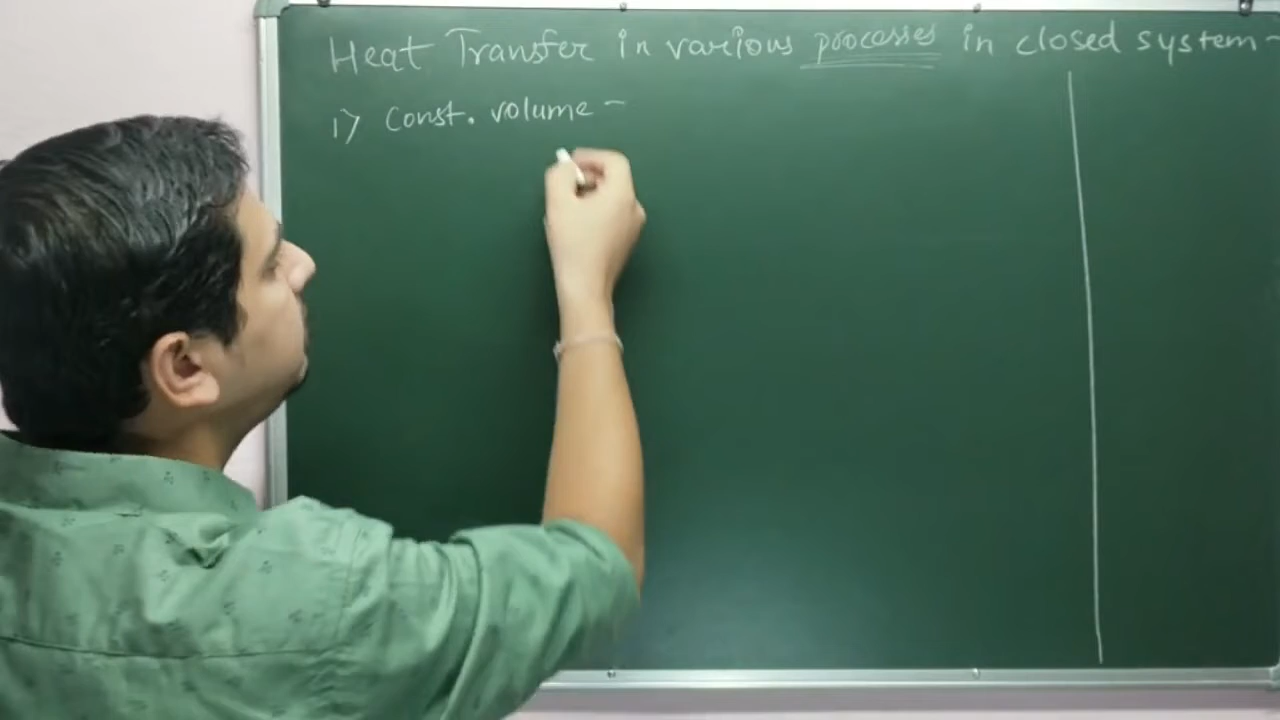 Heat Transfer in various processes in closed system-
1) Const. volume -